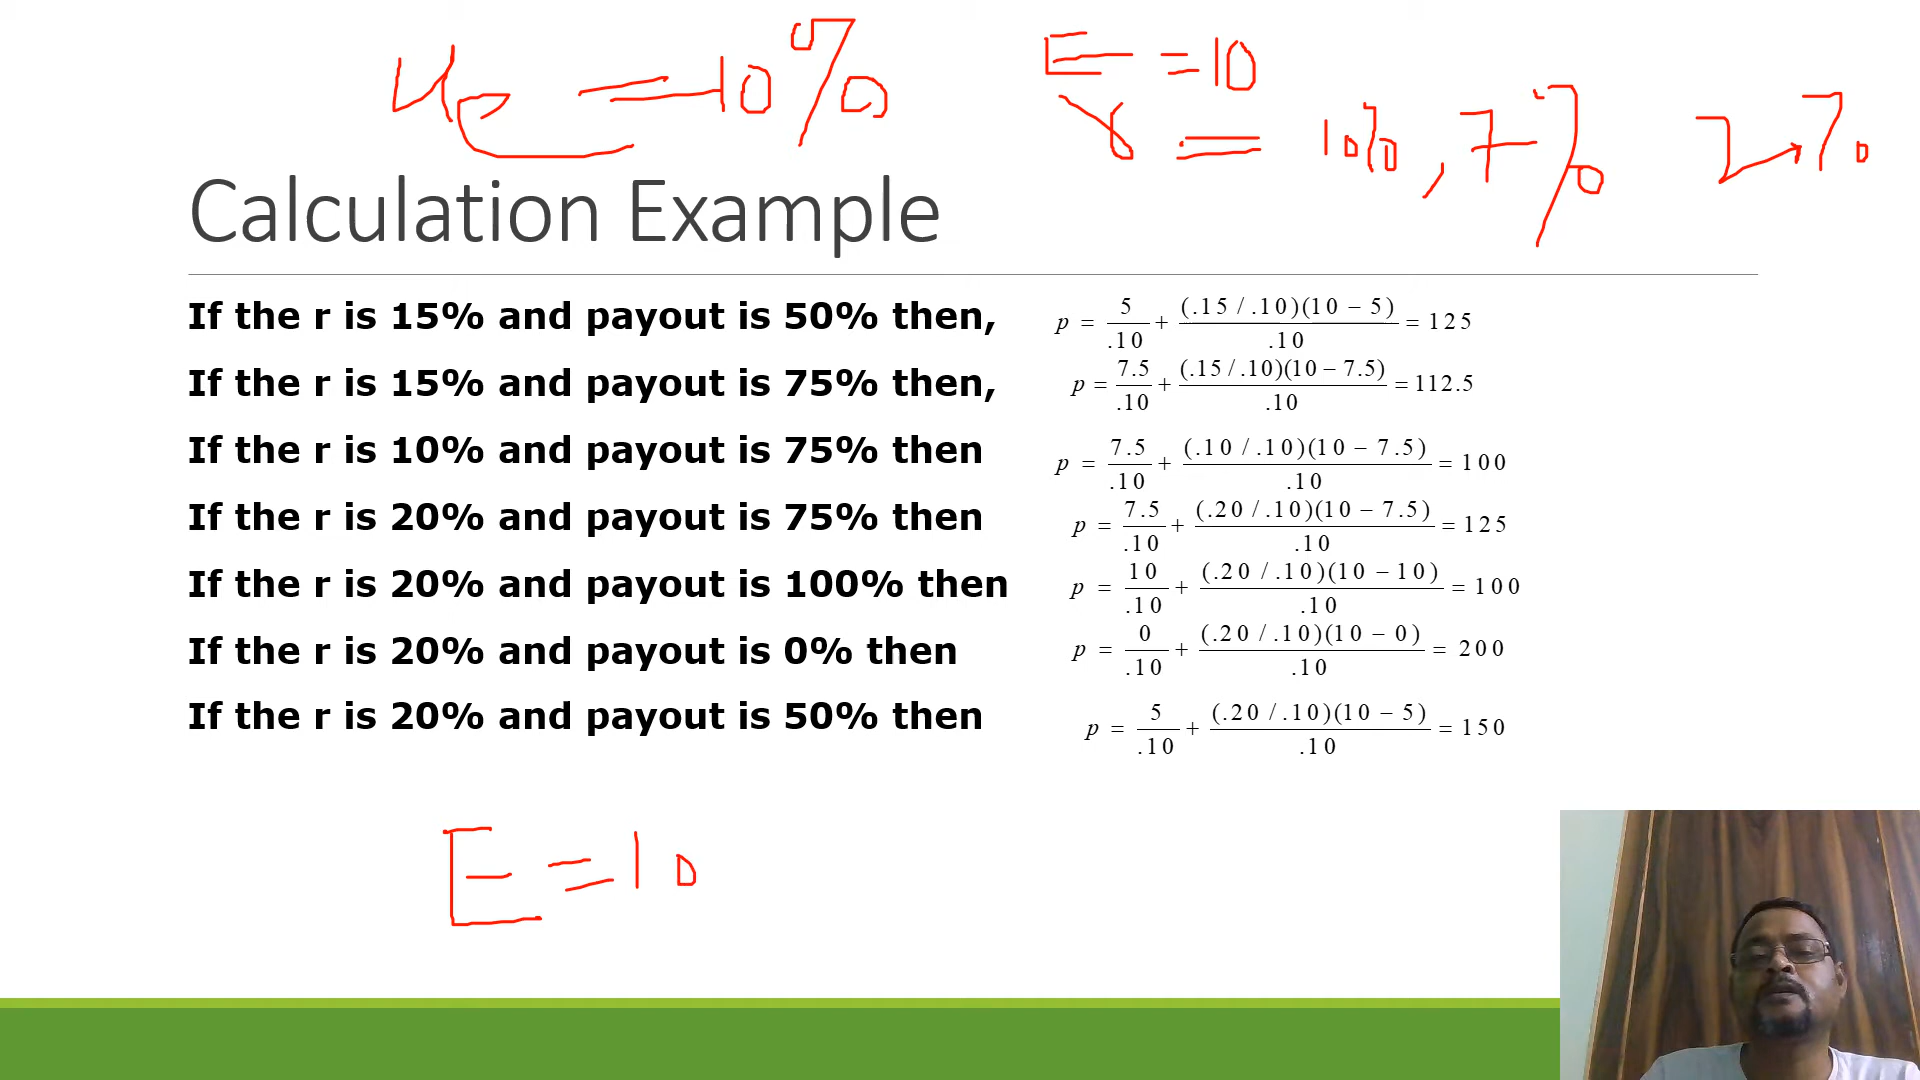 Ke = 10%
E = 10
r = 10%, 7%
Calculation Example
If the r is 15% and payout is 50% then, p = 5/.10 + (.15 / .10)(10 − 5)/.10 = 125
If the r is 15% and payout is 75% then, p = 7.5/.10 + (.15 / .10)(10 − 7.5)/.10 = 112.5
If the r is 10% and payout is 75% then p = 7.5/.10 + (.10 / .10)(10 − 7.5)/.10 = 100
If the r is 20% and payout is 75% then p = 7.5/.10 + (.20 / .10)(10 − 7.5)/.10 = 125
If the r is 20% and payout is 100% then p = 10/.10 + (.20 / .10)(10 − 10)/.10 = 100
If the r is 20% and payout is 0% then p = 0/.10 + (.20 / .10)(10 − 0)/.10 = 200
If the r is 20% and payout is 50% then p = 5/.10 + (.20 / .10)(10 − 5)/.10 = 150
E = 10